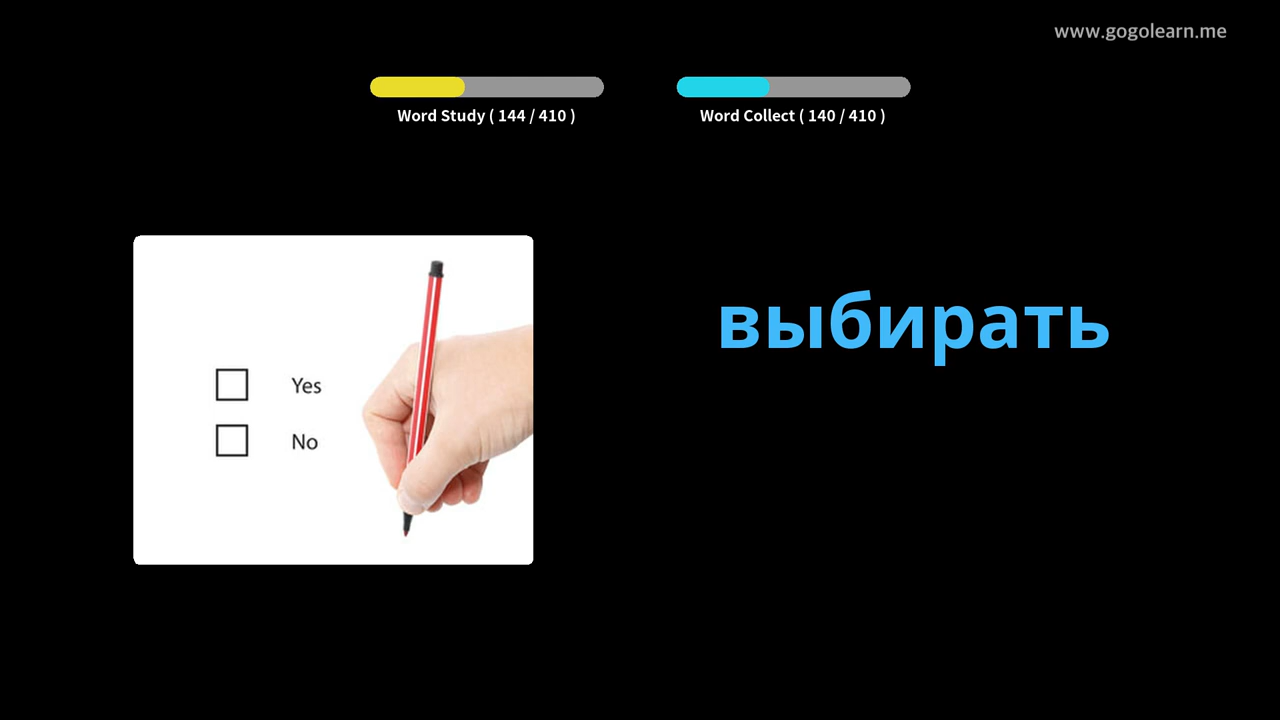 www.gogolearn.me
Word Study ( 144 / 410 )
Word Collect ( 140 / 410 )
Yes
No
выбирать